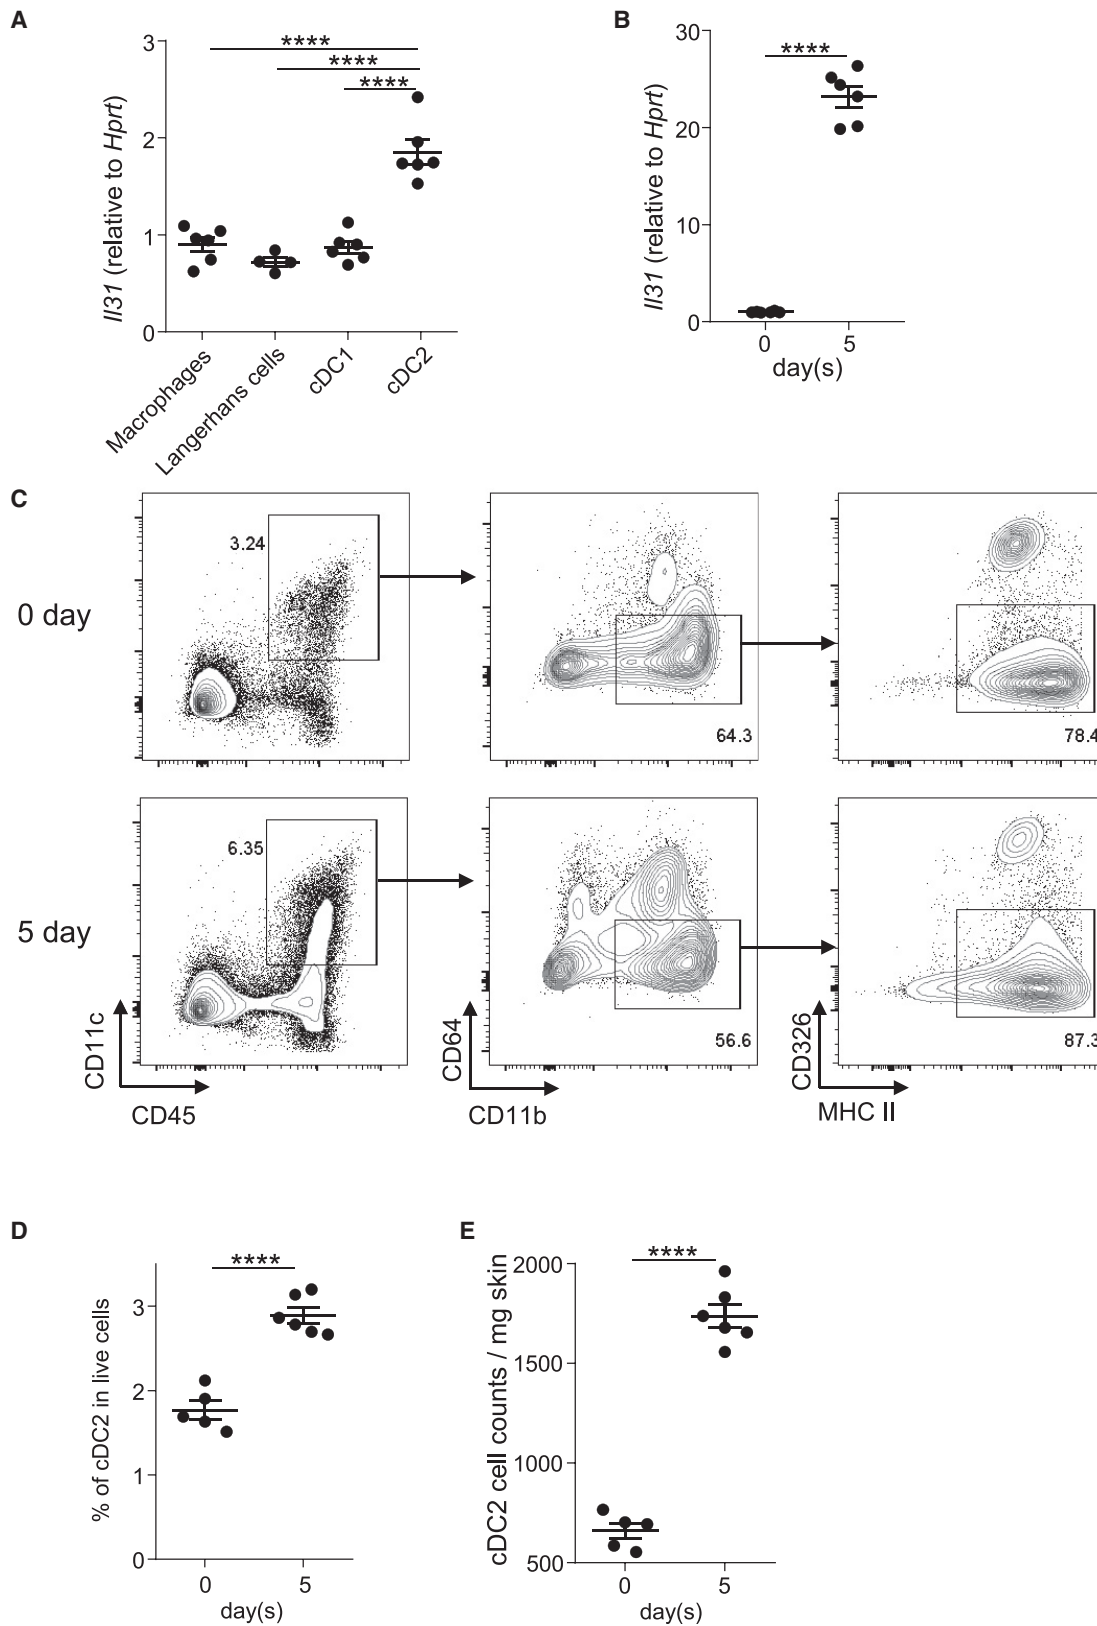 A
Il31 (relative to Hprt)
3
2
1
0
****
****
****
Macrophages
Langerhans cells
cDC1
cDC2
B
Il31 (relative to Hprt)
30
20
10
0
****
0 5
day(s)
C
0 day
3.24
64.3
78.4
5 day
6.35
56.6
87.3
CD11c
CD45
CD64
CD11b
CD326
MHC II
D
% of cDC2 in live cells
3
2
1
0
****
0 5
day(s)
E
cDC2 cell counts / mg skin
2000
1500
1000
500
****
0 5
day(s)